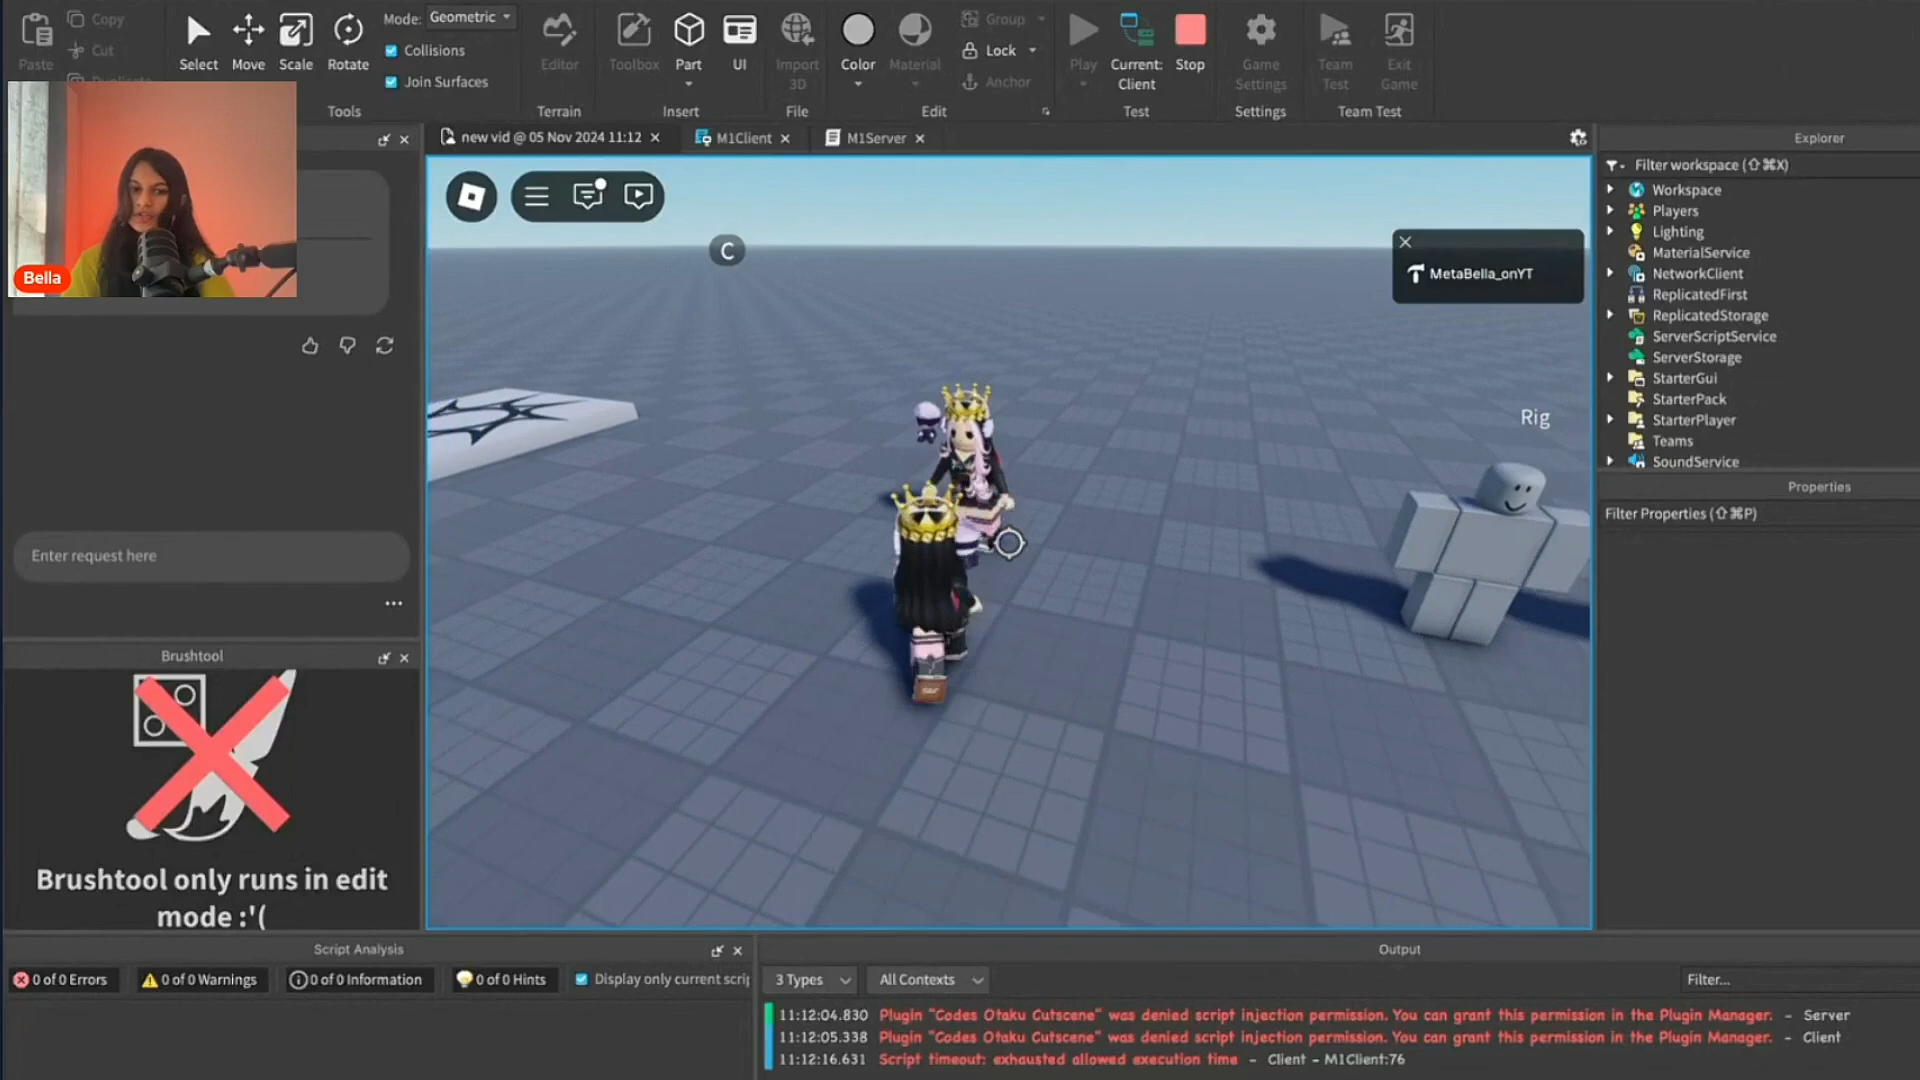 Paste
Copy
Cut
Select
Move
Scale
Rotate
Mode: Geometric
Collisions
Join Surfaces
Tools
Editor
Terrain
Toolbox
Part
UI
Insert
Import
3D
File
Color
Material
Group
Lock
Anchor
Edit
Play
Current:
Client
Stop
Test
Game
Settings
Settings
Team
Test
Exit
Game
Team Test
Bella
new vid @ 05 Nov 2024 11:12
M1Client
M1Server
C
MetaBella_onYT
Rig
Enter request here
Brushtool
Brushtool only runs in edit
mode :'(
Explorer
Filter workspace (⇧⌘X)
Workspace
Players
Lighting
MaterialService
NetworkClient
ReplicatedFirst
ReplicatedStorage
ServerScriptService
ServerStorage
StarterGui
StarterPack
StarterPlayer
Teams
SoundService
Properties
Filter Properties (⇧⌘P)
Script Analysis
0 of 0 Errors
0 of 0 Warnings
0 of 0 Information
0 of 0 Hints
Display only current scrip
Output
3 Types
All Contexts
Filter...
11:12:04.830 Plugin "Codes Otaku Cutscene" was denied script injection permission. You can grant this permission in the Plugin Manager. - Server
11:12:05.338 Plugin "Codes Otaku Cutscene" was denied script injection permission. You can grant this permission in the Plugin Manager. - Client
11:12:16.631 Script timeout: exhausted allowed execution time - Client - M1Client:76